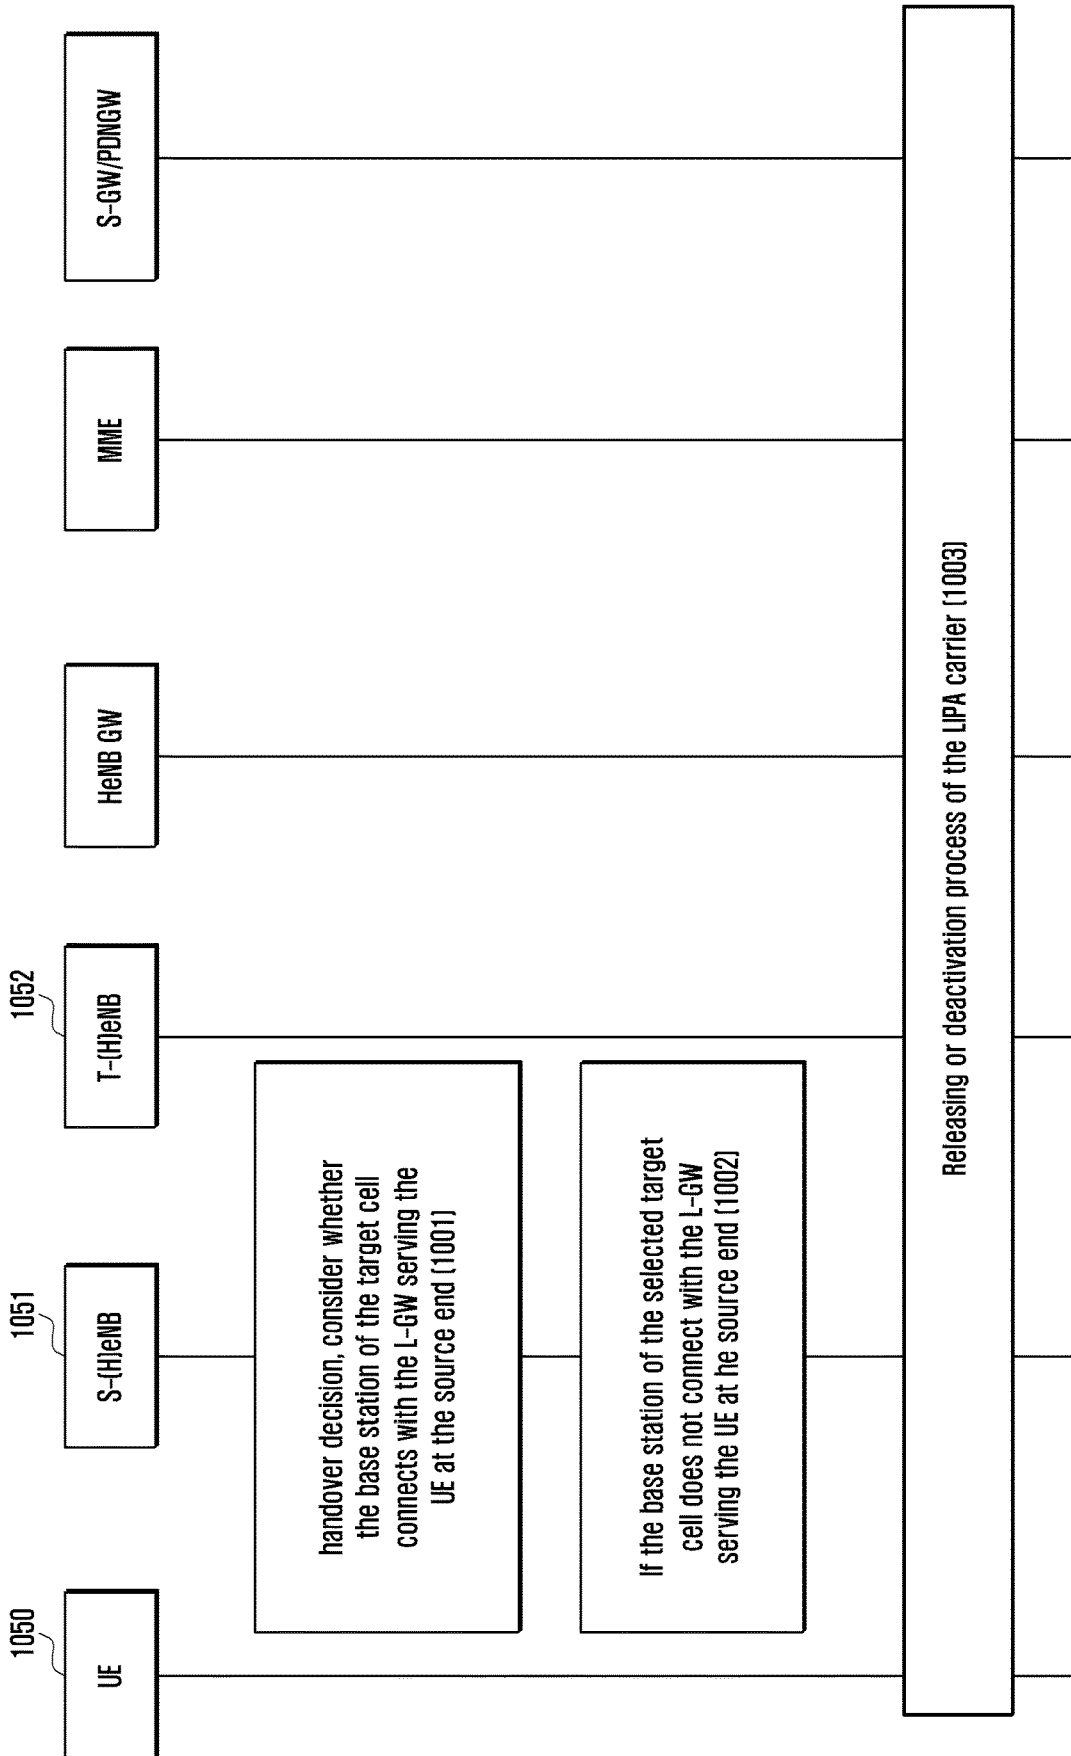 1050
1051
1052
UE
S-(H)eNB
T-(H)eNB
HeNB GW
MME
S-GW/PDNGW
handover decision, consider whether
the base station of the target cell
connects with the L-GW serving the
UE at the source end (1001)
If the base station of the selected target
cell does not connect with the L-GW
serving the UE at he source end (1002)
Releasing or deactivation process of the LIPA carrier (1003)